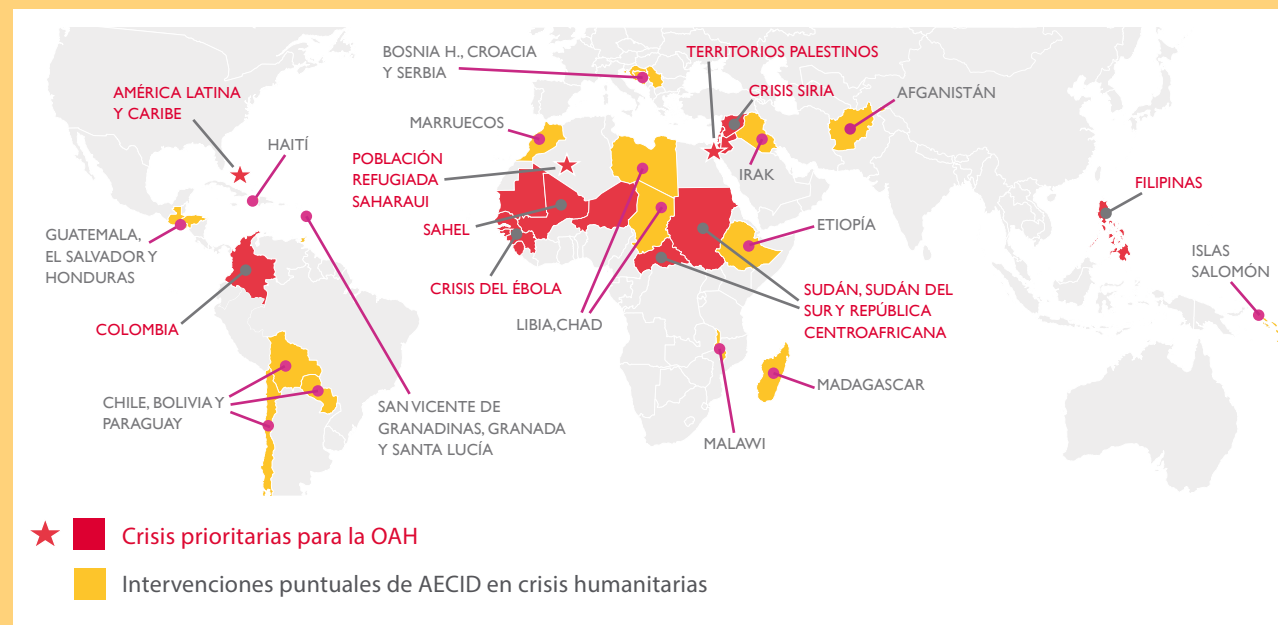 BOSNIA H., CROACIA
Y SERBIA
TERRITORIOS PALESTINOS
AMÉRICA LATINA
Y CARIBE
CRISIS SIRIA
AFGANISTÁN
MARRUECOS
HAITÍ
POBLACIÓN
REFUGIADA
SAHARAUI
IRAK
FILIPINAS
SAHEL
ETIOPÍA
GUATEMALA,
EL SALVADOR Y
HONDURAS
ISLAS
SALOMÓN
CRISIS DEL ÉBOLA
SUDÁN, SUDÁN DEL
SUR Y REPÚBLICA
CENTROAFRICANA
COLOMBIA
LIBIA, CHAD
MADAGASCAR
CHILE, BOLIVIA Y
PARAGUAY
SAN VICENTE DE
GRANADINAS, GRANADA
Y SANTA LUCÍA
MALAWI
Crisis prioritarias para la OAH
Intervenciones puntuales de AECID en crisis humanitarias